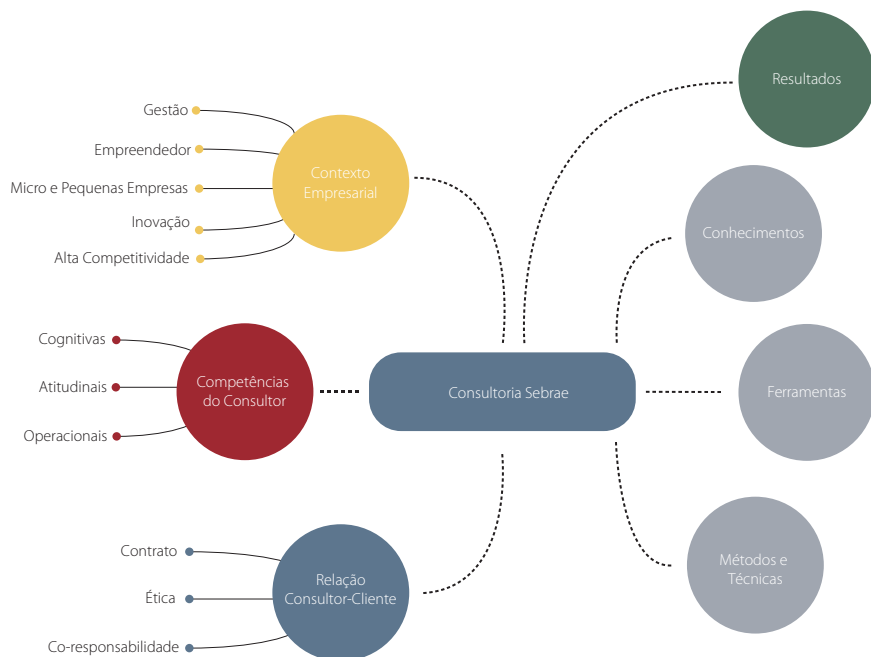 Gestão
Empreendedor
Micro e Pequenas Empresas
Inovação
Alta Competitividade
Contexto
Empresarial
Cognitivas
Atitudinais
Operacionais
Competências
do Consultor
Contrato
Ética
Co-responsabilidade
Relação
Consultor-Cliente
Consultoria Sebrae
Resultados
Conhecimentos
Ferramentas
Métodos e
Técnicas